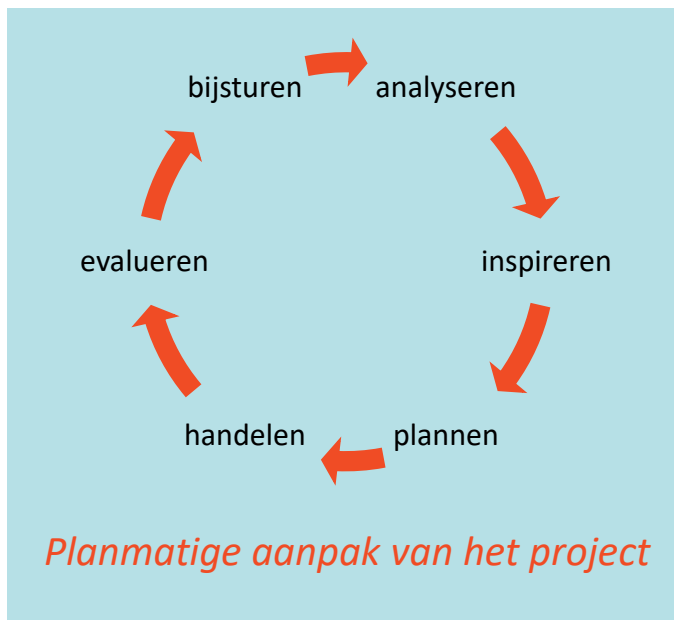 bijsturen analyseren
evalueren inspireren
handelen plannen
Planmatige aanpak van het project